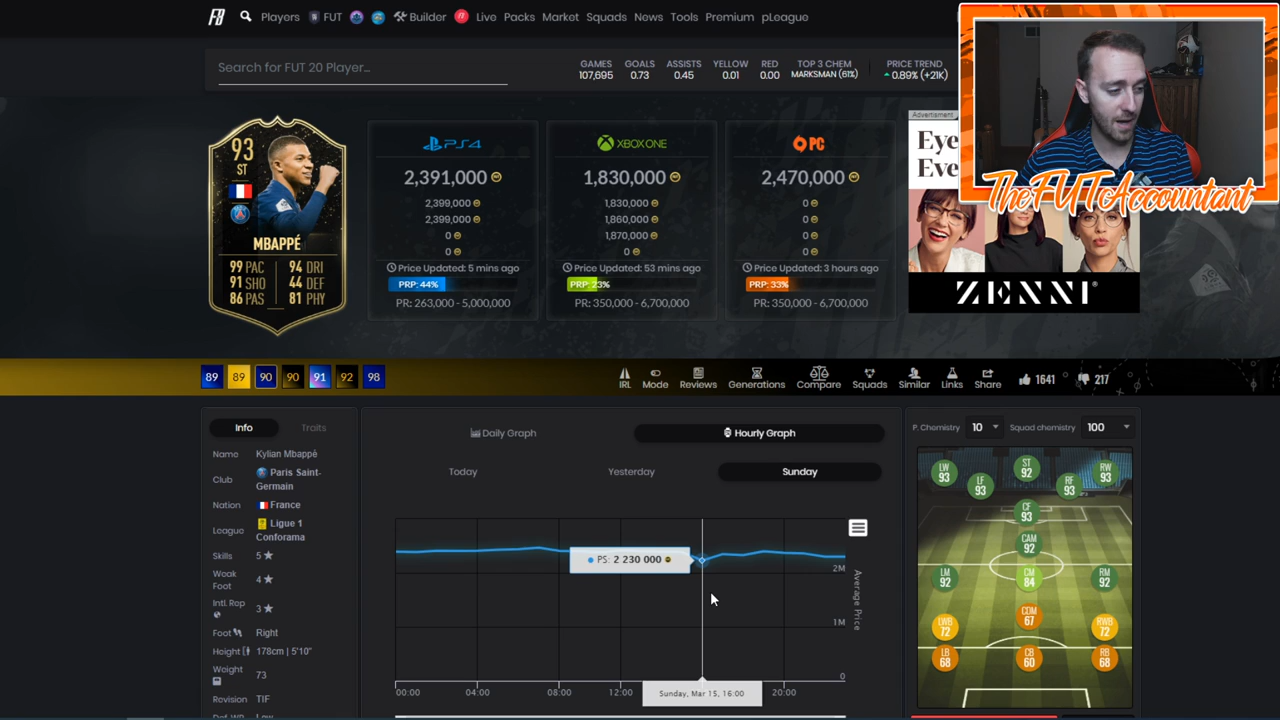 F8 Players FUT Builder Live Packs Market Squads News Tools Premium pLeague
Search for FUT 20 Player...
GAMES
107,695
GOALS
0.73
ASSISTS
0.45
YELLOW
0.01
RED
0.00
TOP 3 CHEM
MARKSMAN (61%)
PRICE TREND
0.89% (+21K)
TheFUTAccountant
93
ST
MBAPPÉ
99 PAC 94 DRI
91 SHO 44 DEF
86 PAS 81 PHY
PS4
2,391,000
2,399,000
2,399,000
0
0
Price Updated: 5 mins ago
PRP: 44%
PR: 263,000 - 5,000,000
XBOX ONE
1,830,000
1,830,000
1,860,000
1,870,000
0
Price Updated: 53 mins ago
PRP: 23%
PR: 350,000 - 6,700,000
PC
2,470,000
0
0
0
0
Price Updated: 3 hours ago
PRP: 33%
PR: 350,000 - 6,700,000
Advertisment
Eye
Eve
ZENNI®
89 89 90 90 91 92 98
IRL Mode Reviews Generations Compare Squads Similar Links Share 1641 217
Info Traits
Name Kylian Mbappé
Club Paris Saint-
Germain
Nation France
League Ligue 1
Conforama
Skills 5
Weak
Foot 4
Intl. Rep 3
Foot Right
Height 178cm | 5'10"
Weight 73
Revision TIF
Daily Graph Hourly Graph
Today Yesterday Sunday
PS: 2 230 000
2M
1M
0
Average Price
00:00 04:00 08:00 12:00 Sunday, Mar 15, 16:00 20:00
P. Chemistry 10 Squad chemistry 100
LW
93
ST
92
RW
93
LF
93
RF
93
CF
93
CAM
92
LM
92
CM
84
RM
92
CDM
67
LWB
72
RWB
72
LB
68
CB
60
RB
68